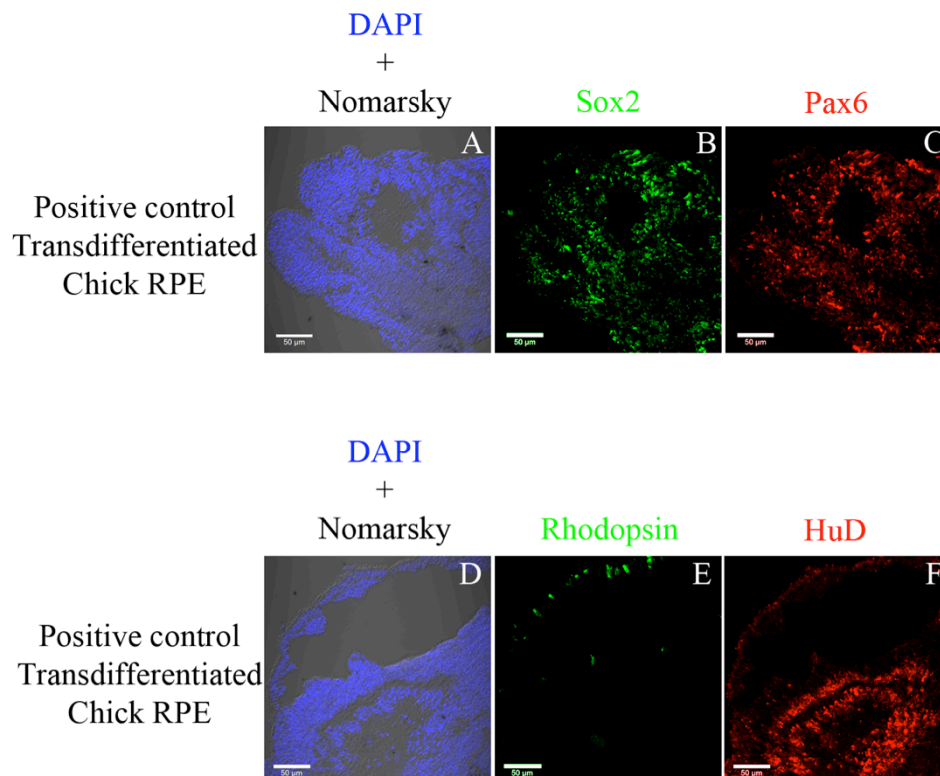 DAPI
+
Nomarsky
Sox2
Pax6
Positive control
Transdifferentiated
Chick RPE
A
B
C
50 µm
50 µm
50 µm
DAPI
+
Nomarsky
Rhodopsin
HuD
Positive control
Transdifferentiated
Chick RPE
D
E
F
50 µm
50 µm
50 µm